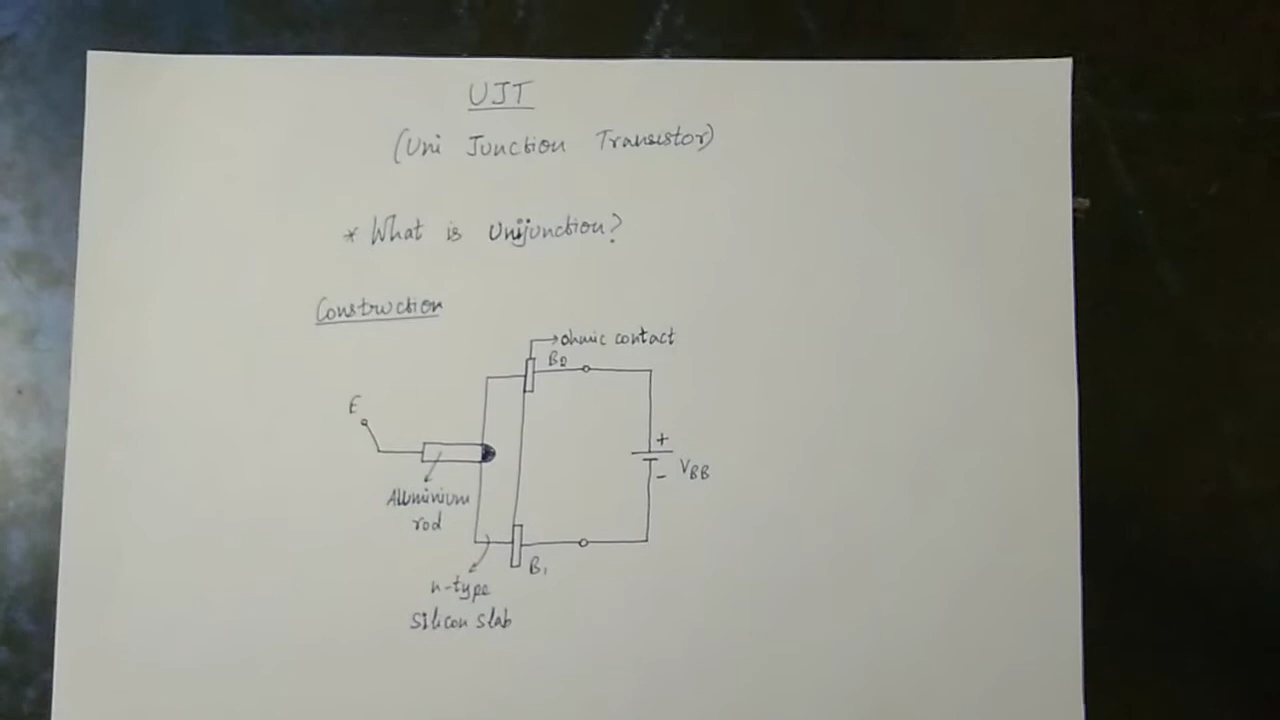 UJT
(Uni Junction Transistor)
* What is Unijunction?
Construction
ohmic contact
B2
E
+
VBB
-
Aluminium
rod
B1
n-type
Silicon slab